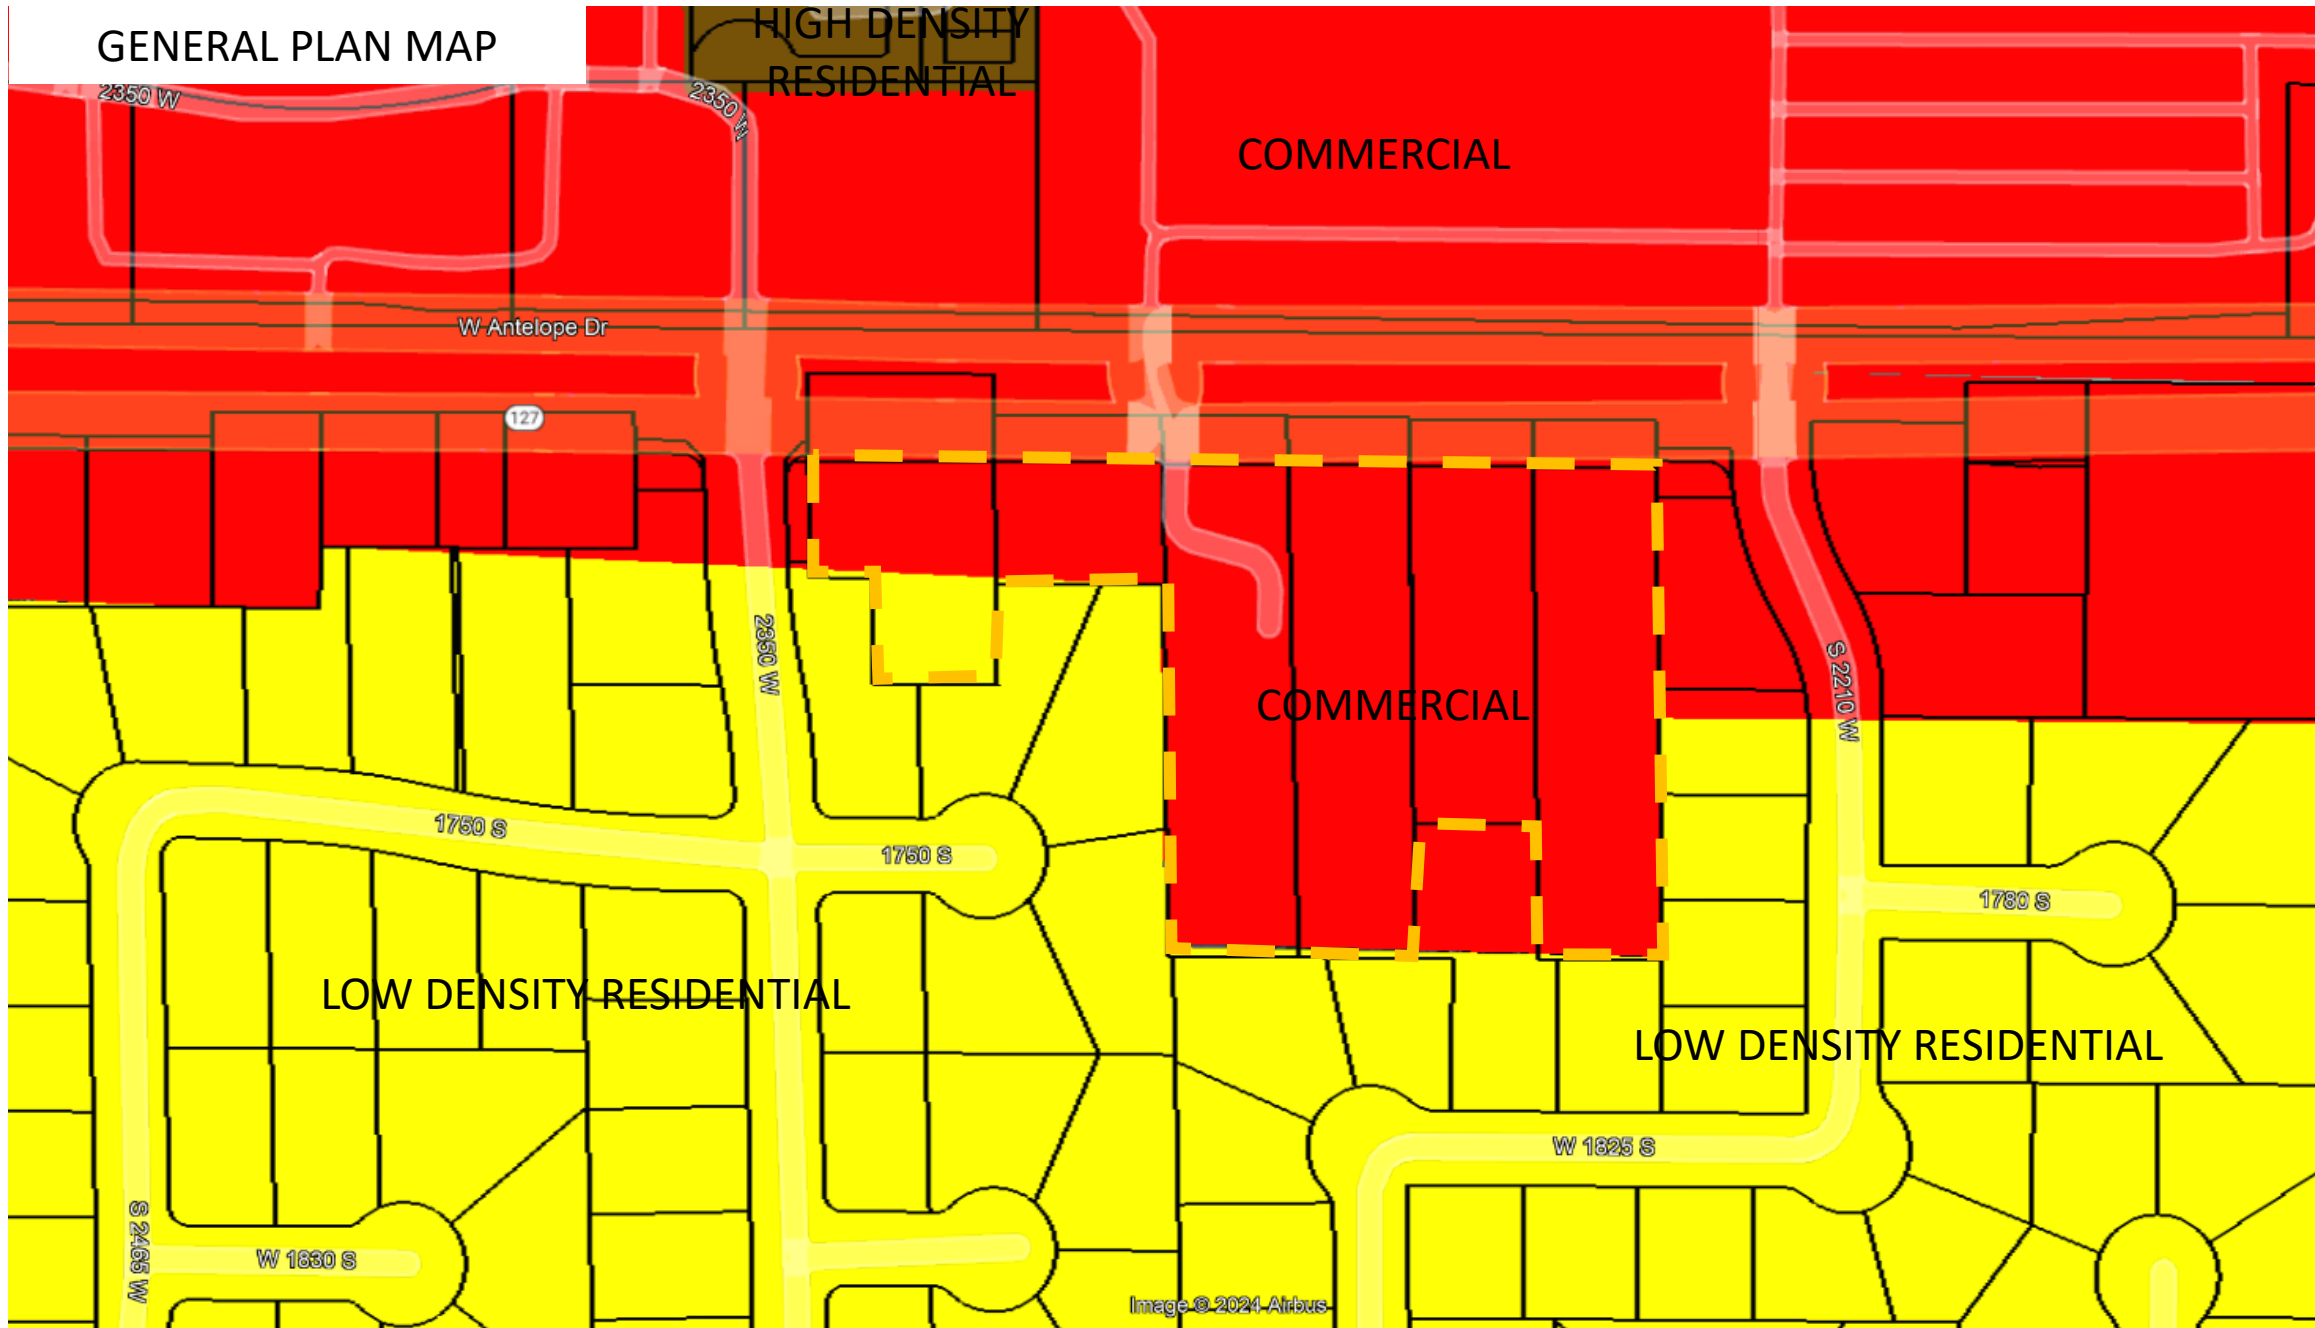 GENERAL PLAN MAP
HIGH DENSITY
RESIDENTIAL
2350 W
2350 W
COMMERCIAL
W Antelope Dr
127
2350 W
S 2210 W
COMMERCIAL
1750 S
1750 S
1780 S
LOW DENSITY RESIDENTIAL
LOW DENSITY RESIDENTIAL
W 1825 S
S 2465 W
W 1830 S
Image © 2024 Airbus